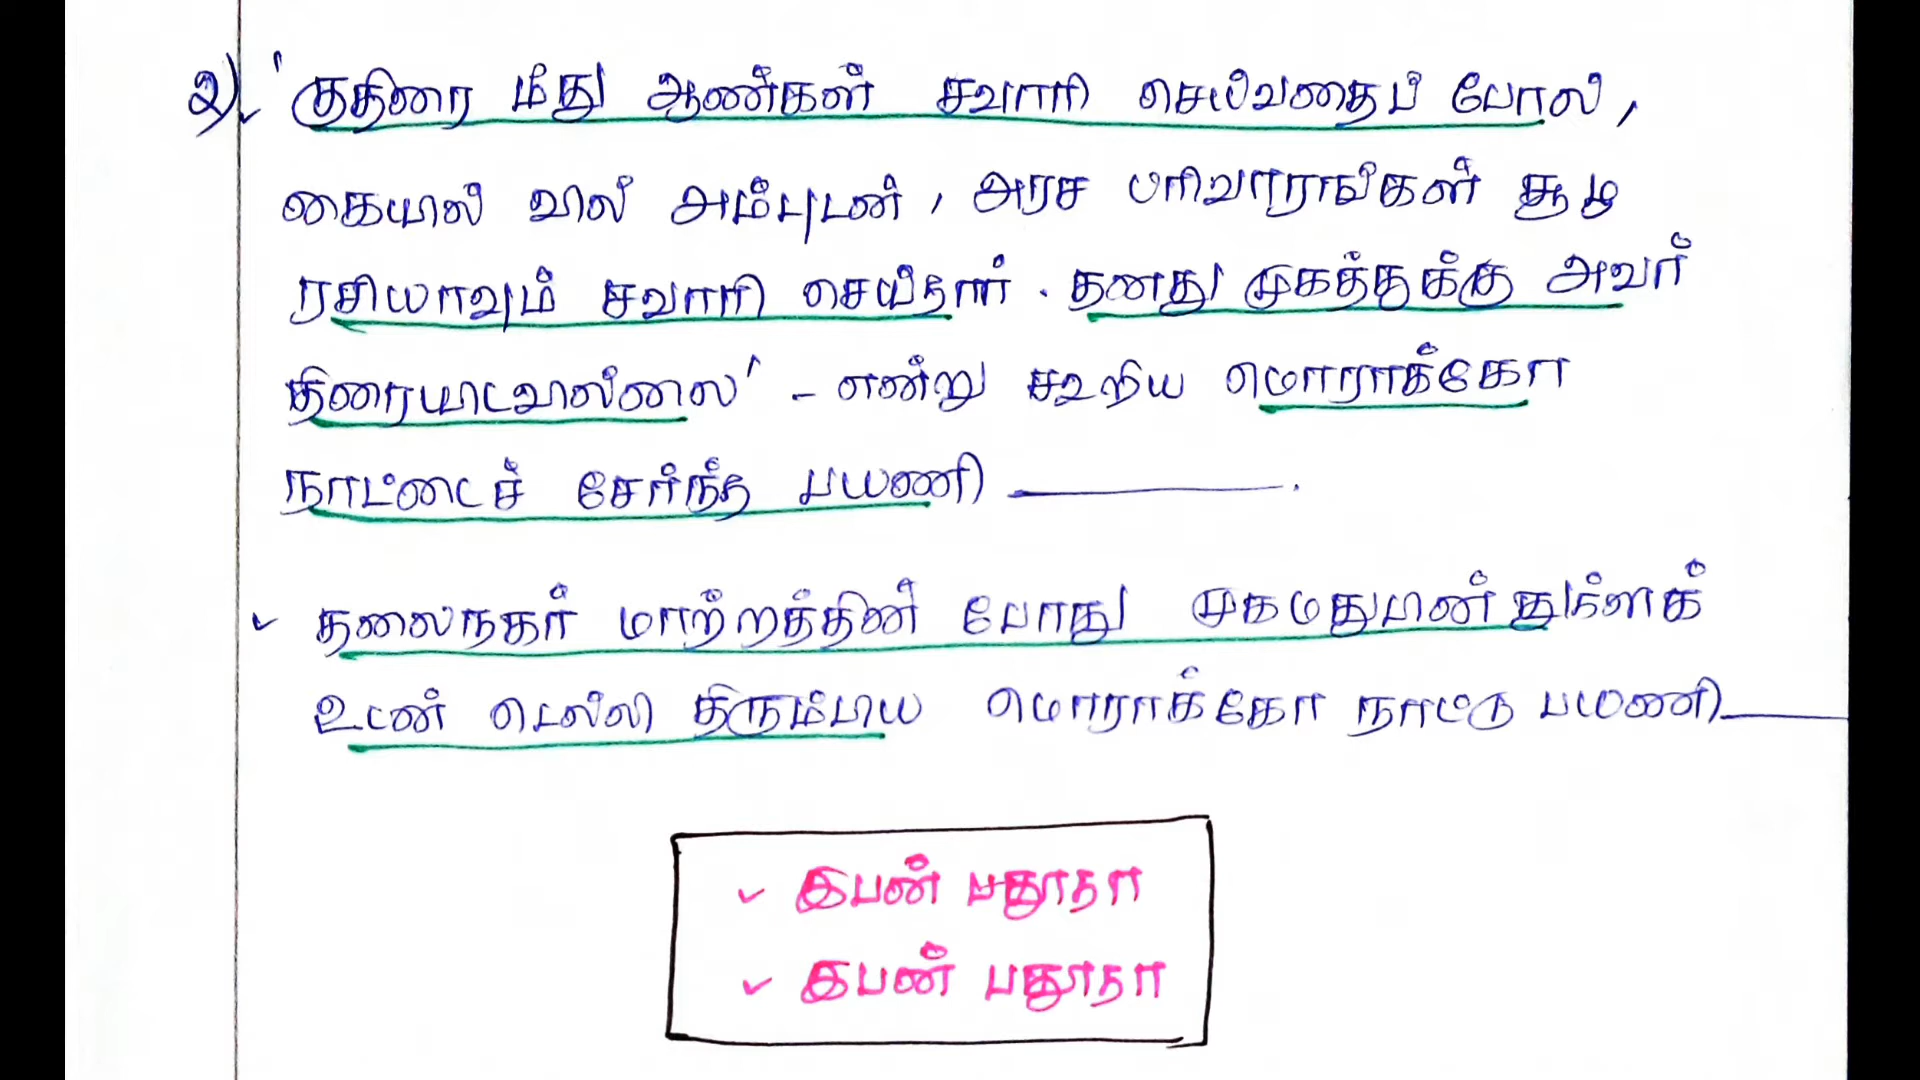 2) ✓ 'குதிரை மீது ஆண்கள் சவாரி செய்வதைப் போல,
கையில் வில் அம்புடன், அரச பரிவாரங்கள் சூழ
ரசியாவும் சவாரி செய்தார். தனது முகத்துக்கு அவர்
திரையிடவில்லை' - என்று கூறிய மொராக்கோ
நாட்டைச் சேர்ந்த பயணி ________.
✓ தலைநகர் மாற்றத்தின் போது முகமதுபின் துக்ளக்
உடன் டெல்லி திரும்பிய மொராக்கோ நாட்டு பயணி ________
✓ இபன் பதூதா
✓ இபன் பதூதா